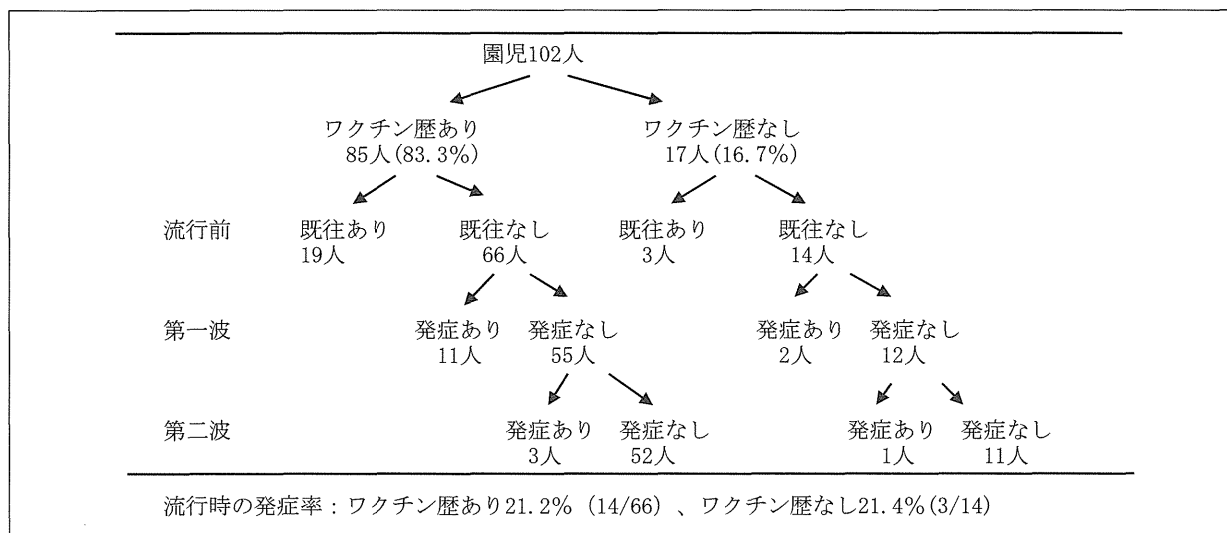 園児102人
ワクチン歴あり ワクチン歴なし
85人(83.3%) 17人(16.7%)
流行前 既往あり 既往なし 既往あり 既往なし
19人 66人 3人 14人
第一波 発症あり 発症なし 発症あり 発症なし
11人 55人 2人 12人
第二波 発症あり 発症なし 発症あり 発症なし
3人 52人 1人 11人
流行時の発症率:ワクチン歴あり21.2% (14/66) 、ワクチン歴なし21.4%(3/14)